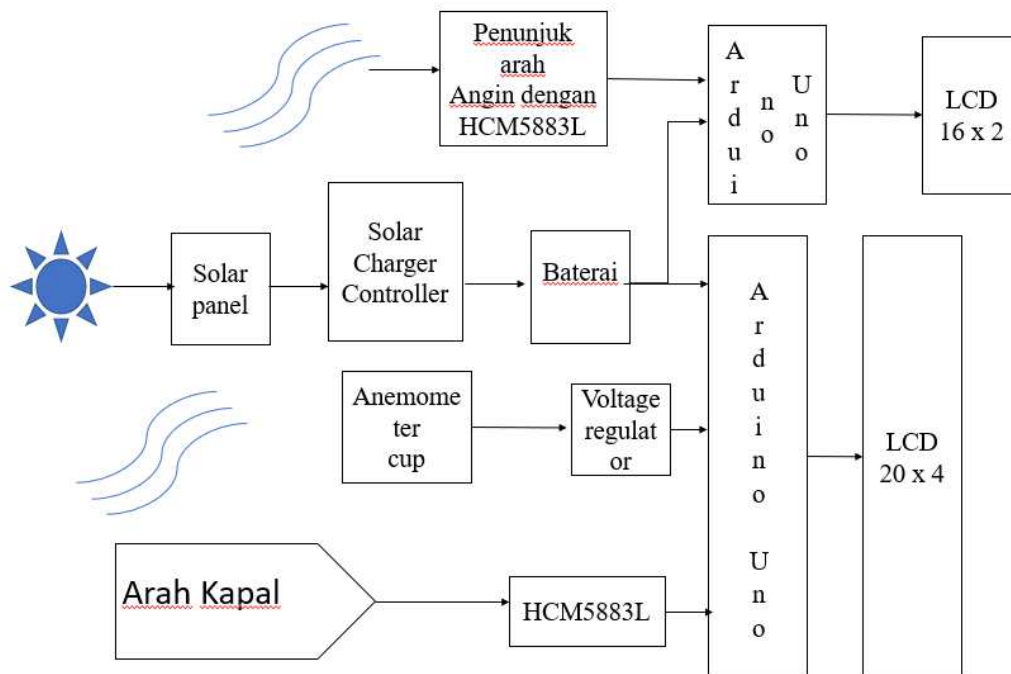 Penunjuk
arah
Angin dengan
HCM5883L
A
r
d
u
i
n
o
U
n
o
LCD
16 x 2
Solar
panel
Solar
Charger
Controller
Baterai
Anemome
ter
cup
Voltage
regulat
or
A
r
d
u
i
n
o
U
n
o
LCD
20 x 4
Arah Kapal
HCM5883L